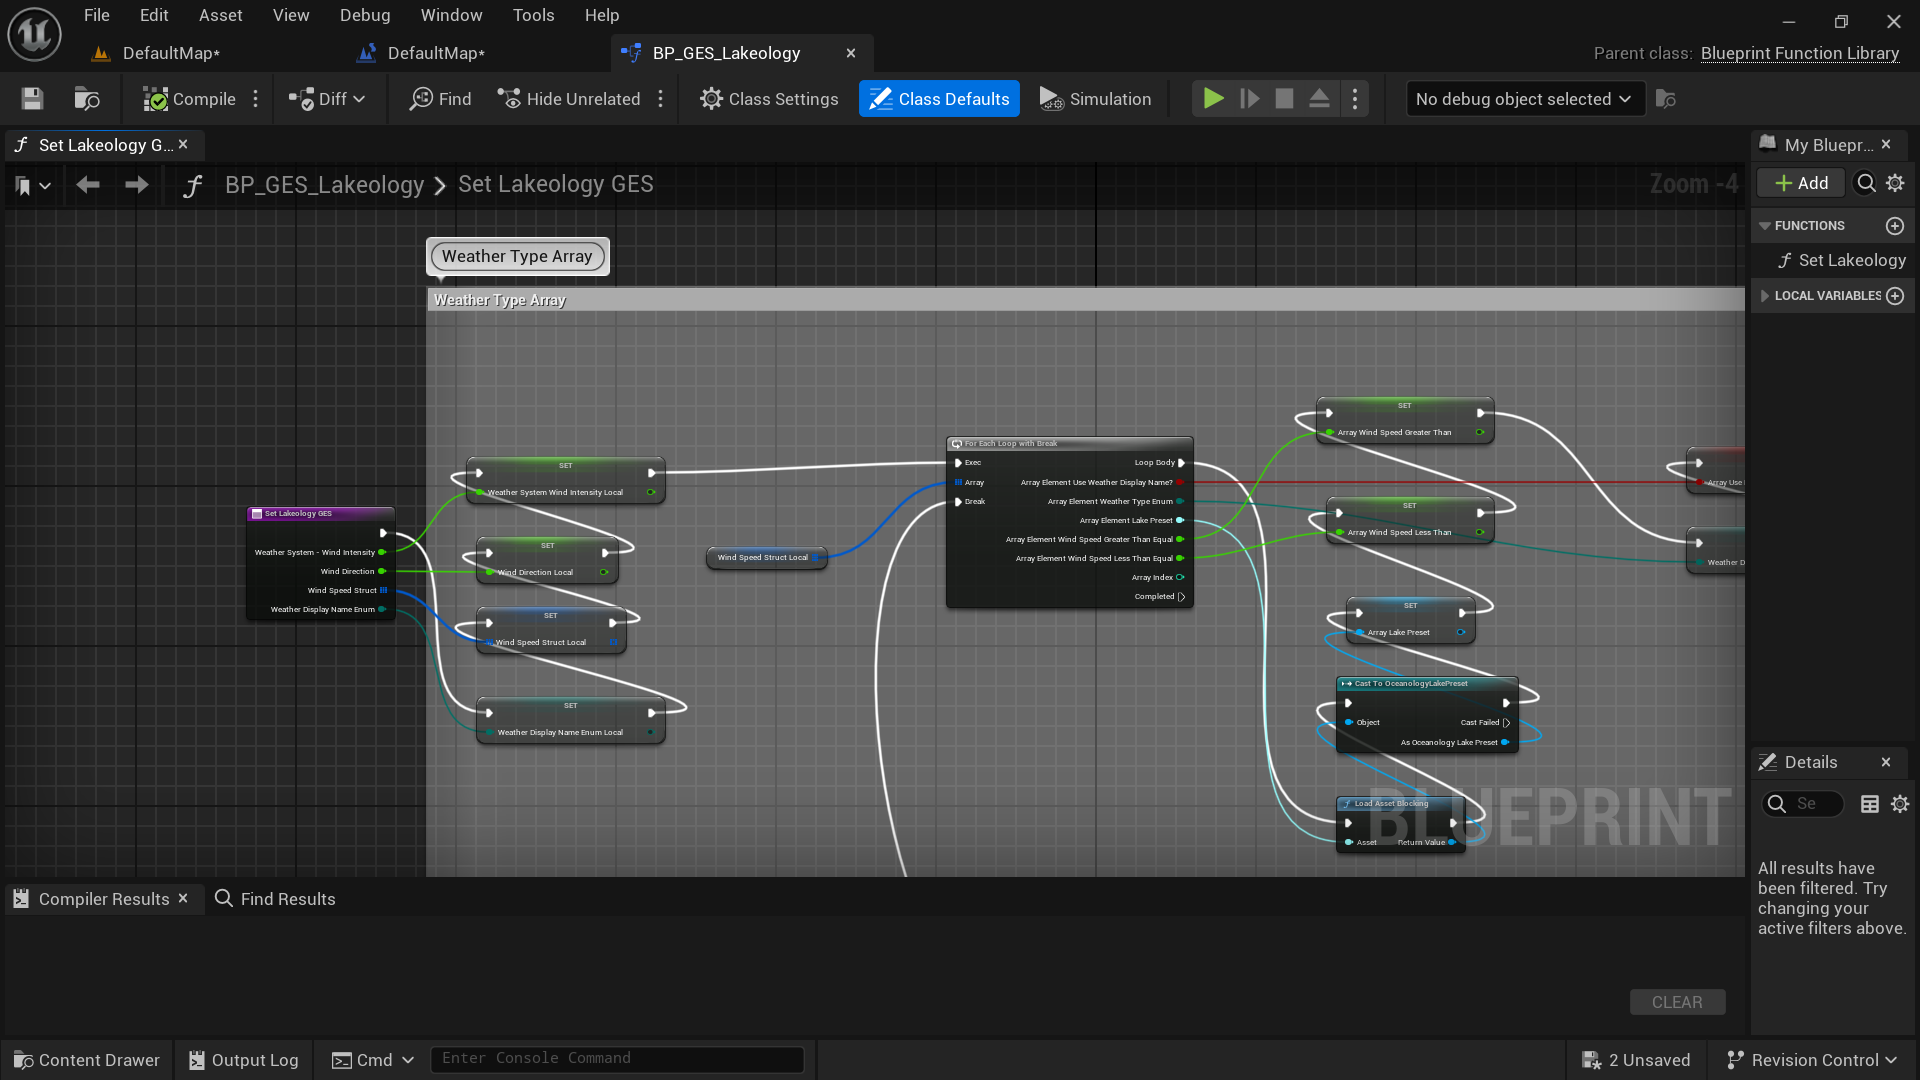 File Edit Asset View Debug Window Tools Help
DefaultMap* DefaultMap* BP_GES_Lakeology Parent class: Blueprint Function Library
Compile Diff Find Hide Unrelated Class Settings Class Defaults Simulation No debug object selected
Set Lakeology G...
BP_GES_Lakeology > Set Lakeology GES Zoom -4
Weather Type Array
Weather Type Array
Set Lakeology GES
Weather System - Wind Intensity
Wind Direction
Wind Speed Struct
Weather Display Name Enum
SET
Weather System Wind Intensity Local
SET
Wind Direction Local
SET
Wind Speed Struct Local
SET
Weather Display Name Enum Local
Wind Speed Struct Local
For Each Loop with Break
Exec Loop Body
Array Array Element Use Weather Display Name?
Break Array Element Weather Type Enum
Array Element Lake Preset
Array Element Wind Speed Greater Than Equal
Array Element Wind Speed Less Than Equal
Array Index
Completed
SET
Array Wind Speed Greater Than
SET
Array Wind Speed Less Than
SET
Array Lake Preset
Cast To OceanologyLakePreset
Object Cast Failed
As Oceanology Lake Preset
Load Asset Blocking
Asset Return Value
Array Use
Weather D
BLUEPRINT
My Bluepr...
Add
FUNCTIONS
Set Lakeology
LOCAL VARIABLES
Details
Se
All results have
been filtered. Try
changing your
active filters above.
Compiler Results Find Results
CLEAR
Content Drawer Output Log Cmd Enter Console Command 2 Unsaved Revision Control